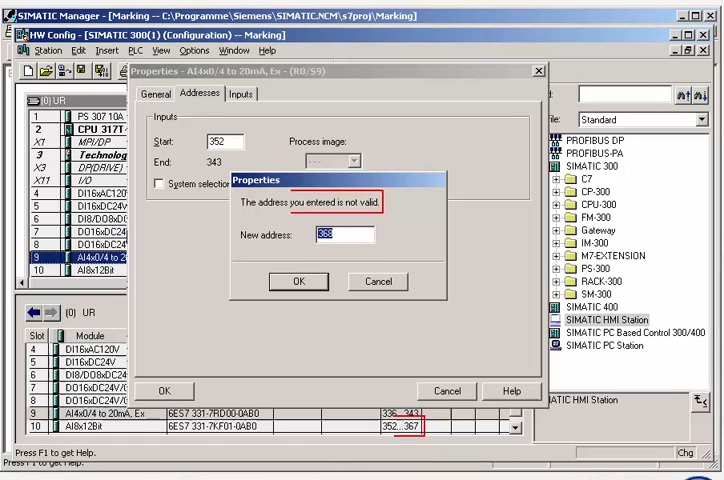 SIMATIC Manager - [Marking -- C:\Programme\Siemens\SIMATIC.NCM\s7proj\Marking]
HW Config - [SIMATIC 300(1) (Configuration) -- Marking]
Station Edit Insert PLC View Options Window Help
Properties - AI4x0/4 to 20mA, Ex - (R0/S9)
General Addresses Inputs
Inputs
Start: 352 Process image:
End: 343 ---
System selection
Properties
The address you entered is not valid.
New address: 368
OK Cancel
OK Cancel Help
(0) UR
1 PS 307 10A
2 CPU 317T-
X1 MPI/DP
3 Technolog
X3 DP(DRIVE)
X11 I/O
4 DI16xAC120
5 DI16xDC24V
6 DI8/DO8xD
7 DO16xDC24
8 DO16xDC24
9 AI4x0/4 to 2
10 AI8x12Bit
(0) UR
Slot Module
4 DI16xAC120V
5 DI16xDC24V
6 DI8/DO8xDC24
7 DO16xDC24V/0
8 DO16xDC24V/
9 AI4x0/4 to 20mA, Ex 6ES7 331-7RD00-0AB0 336...343
10 AI8x12Bit 6ES7 331-7KF01-0AB0 352...367
Standard
PROFIBUS DP
PROFIBUS-PA
SIMATIC 300
C7
CP-300
CPU-300
FM-300
Gateway
IM-300
M7-EXTENSION
PS-300
RACK-300
SM-300
SIMATIC 400
SIMATIC HMI Station
SIMATIC PC Based Control 300/400
SIMATIC PC Station
ATIC HMI Station
Press F1 to get Help. Chg
Press F1 to get Help.